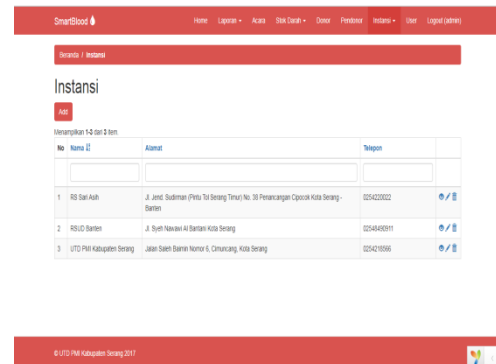 SmartBlood
Home Laporan Acara Stok Darah Donor Pendonor Instansi User Logout (admin)
Beranda / Instansi
Instansi
Add
Menampilkan 1-3 dari 3 item.
No Nama Alamat Telepon
1 RS Sari Asih Jl. Jend. Sudirman (Pintu Tol Serang Timur) No. 38 Penancangan Cipocok Kota Serang - 0254220022
Banten
2 RSUD Banten Jl. Syeh Nawawi Al Bantani Kota Serang 02548490911
3 UTD PMI Kabupaten Serang Jalan Saleh Baimin Nomor 6, Cimuncang, Kota Serang 0254218566
© UTD PMI Kabupaten Serang 2017